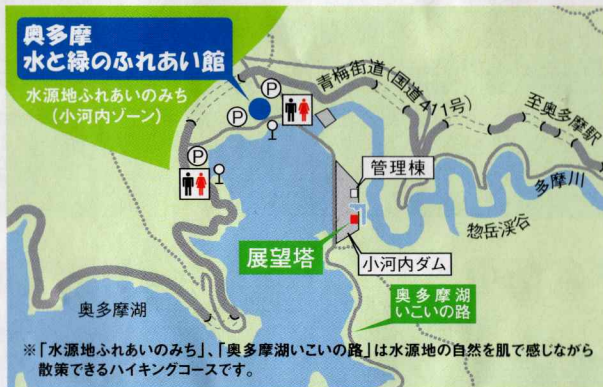 奥多摩
水と緑のふれあい館
水源地ふれあいのみち
(小河内ゾーン)
P
P
P
青梅街道(国道411号)
至奥多摩駅
多摩川
惣岳渓谷
管理棟
展望塔
小河内ダム
奥多摩湖
いこいの路
奥多摩湖
※「水源地ふれあいのみち」、「奥多摩湖いこいの路」は水源地の自然を肌で感じながら
散策できるハイキングコースです。